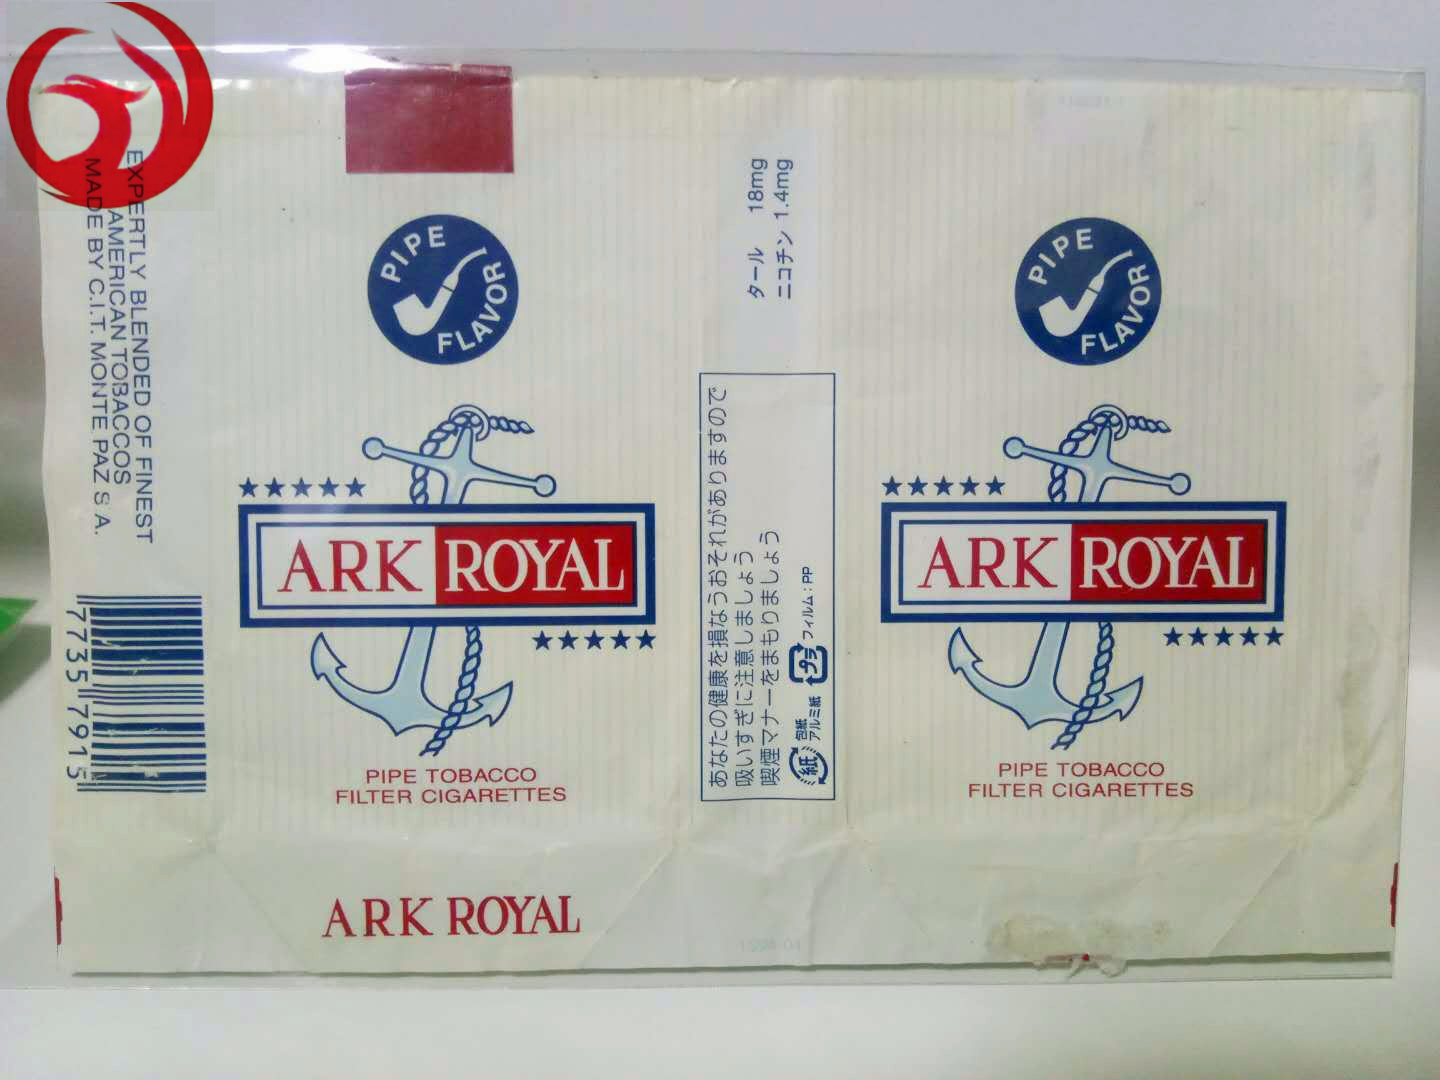 EXPERTLY BLENDED OF FINEST
AMERICAN TOBACCOS
MADE BY C.I.T. MONTE PAZ S A.
77357915
PIPE
FLAVOR
★★★★★
ARK ROYAL
★★★★★
PIPE TOBACCO
FILTER CIGARETTES
ARK ROYAL
タール 18mg
ニコチン 1.4mg
あなたの健康を損なうおそれがありますので
吸いすぎに注意しましょう
喫煙マナーをまもりましょう
紙
包紙
アルミ紙
プラ
フィルム：PP
PIPE
FLAVOR
★★★★★
ARK ROYAL
★★★★★
PIPE TOBACCO
FILTER CIGARETTES